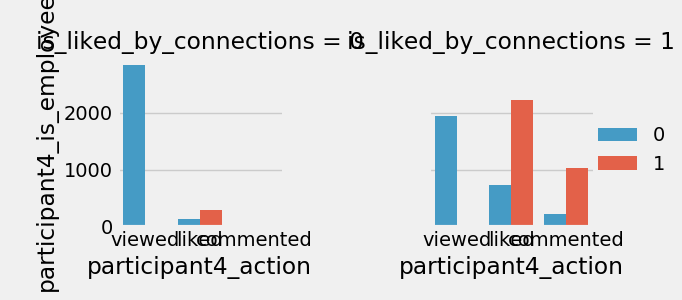 is_liked_by_connections = 0
is_liked_by_connections = 1
participant4_is_employee
2000
1000
0
viewed
liked
commented
participant4_action
viewed
liked
commented
participant4_action
0
1